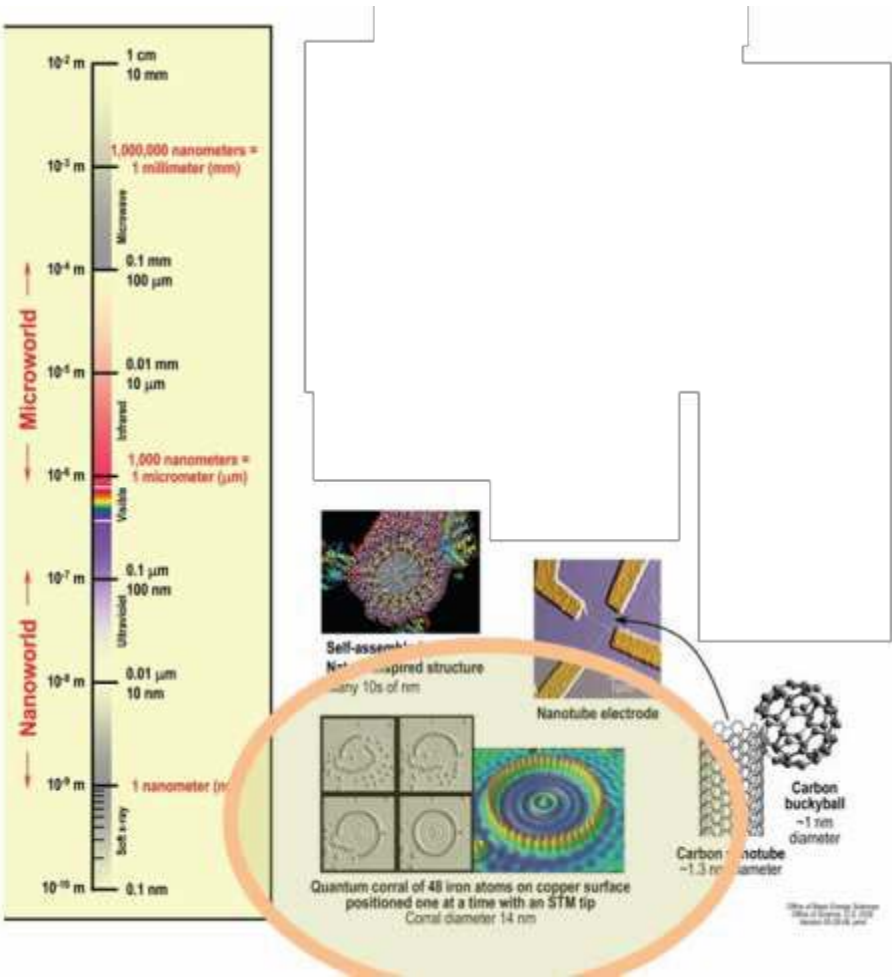 10⁻² m
1 cm
10 mm
1,000,000 nanometers =
10⁻³ m
1 millimeter (mm)
Microwave
0.1 mm
10⁻⁴ m
100 μm
Microworld
0.01 mm
10⁻⁵ m
10 μm
Infrared
1,000 nanometers =
10⁻⁶ m
1 micrometer (μm)
Visible
0.1 μm
10⁻⁷ m
100 nm
Ultraviolet
Nanoworld
0.01 μm
10⁻⁸ m
10 nm
10⁻⁹ m
1 nanometer
Soft x-ray
10⁻¹⁰ m
0.1 nm
structure
10s of nm
Nanotube electrode
Carbon
buckyball
~1 nm
diameter
Carbon
~1.3
Quantum corral of 48 iron atoms on copper surface
positioned one at a time with an STM tip
Corral diameter 14 nm
Office of Basic Energy Sciences